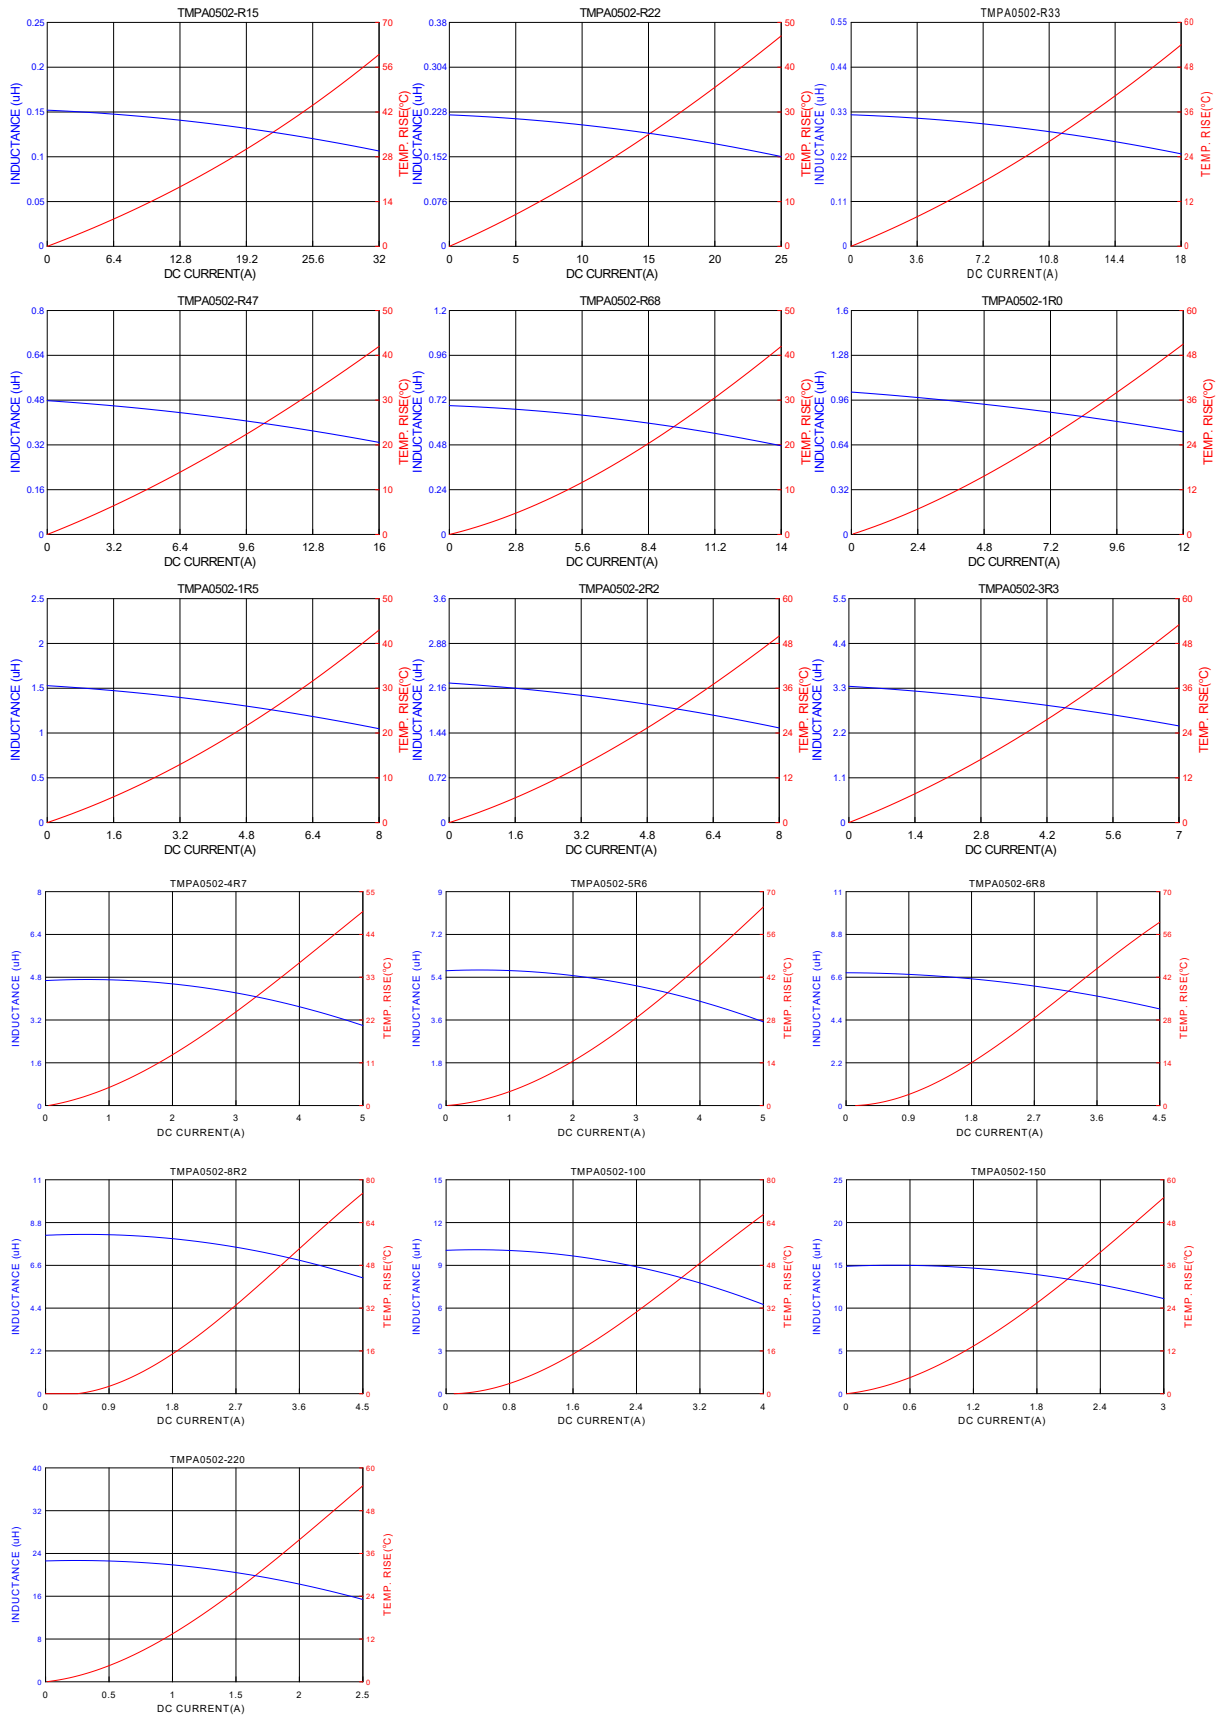 TMPA0502-R15
0.25
0.2
0.15
0.1
0.05
0
70
56
42
28
14
0
INDUCTANCE (uH)
TEMP. RISE(°C)
0 6.4 12.8 19.2 25.6 32
DC CURRENT(A)
TMPA0502-R22
0.38
0.304
0.228
0.152
0.076
0
50
40
30
20
10
0
INDUCTANCE (uH)
TEMP. RISE(°C)
0 5 10 15 20 25
DC CURRENT(A)
TMPA0502-R33
0.55
0.44
0.33
0.22
0.11
0
60
48
36
24
12
0
INDUCTANCE (uH)
TEMP. RISE(°C)
0 3.6 7.2 10.8 14.4 18
DC CURRENT(A)
TMPA0502-R47
0.8
0.64
0.48
0.32
0.16
0
50
40
30
20
10
0
INDUCTANCE (uH)
TEMP. RISE(°C)
0 3.2 6.4 9.6 12.8 16
DC CURRENT(A)
TMPA0502-R68
1.2
0.96
0.72
0.48
0.24
0
50
40
30
20
10
0
INDUCTANCE (uH)
TEMP. RISE(°C)
0 2.8 5.6 8.4 11.2 14
DC CURRENT(A)
TMPA0502-1R0
1.6
1.28
0.96
0.64
0.32
0
60
48
36
24
12
0
INDUCTANCE (uH)
TEMP. RISE(°C)
0 2.4 4.8 7.2 9.6 12
DC CURRENT(A)
TMPA0502-1R5
2.5
2
1.5
1
0.5
0
50
40
30
20
10
0
INDUCTANCE (uH)
TEMP. RISE(°C)
0 1.6 3.2 4.8 6.4 8
DC CURRENT(A)
TMPA0502-2R2
3.6
2.88
2.16
1.44
0.72
0
60
48
36
24
12
0
INDUCTANCE (uH)
TEMP. RISE(°C)
0 1.6 3.2 4.8 6.4 8
DC CURRENT(A)
TMPA0502-3R3
5.5
4.4
3.3
2.2
1.1
0
60
48
36
24
12
0
INDUCTANCE (uH)
TEMP. RISE(°C)
0 1.4 2.8 4.2 5.6 7
DC CURRENT(A)
TMPA0502-4R7
8
6.4
4.8
3.2
1.6
0
55
44
33
22
11
0
INDUCTANCE (uH)
TEMP. RISE(°C)
0 1 2 3 4 5
DC CURRENT(A)
TMPA0502-5R6
9
7.2
5.4
3.6
1.8
0
70
56
42
28
14
0
INDUCTANCE (uH)
TEMP. RISE(°C)
0 1 2 3 4 5
DC CURRENT(A)
TMPA0502-6R8
11
8.8
6.6
4.4
2.2
0
70
56
42
28
14
0
INDUCTANCE (uH)
TEMP. RISE(°C)
0 0.9 1.8 2.7 3.6 4.5
DC CURRENT(A)
TMPA0502-8R2
11
8.8
6.6
4.4
2.2
0
80
64
48
32
16
0
INDUCTANCE (uH)
TEMP. RISE(°C)
0 0.9 1.8 2.7 3.6 4.5
DC CURRENT(A)
TMPA0502-100
15
12
9
6
3
0
80
64
48
32
16
0
INDUCTANCE (uH)
TEMP. RISE(°C)
0 0.8 1.6 2.4 3.2 4
DC CURRENT(A)
TMPA0502-150
25
20
15
10
5
0
60
48
36
24
12
0
INDUCTANCE (uH)
TEMP. RISE(°C)
0 0.6 1.2 1.8 2.4 3
DC CURRENT(A)
TMPA0502-220
40
32
24
16
8
0
60
48
36
24
12
0
INDUCTANCE (uH)
TEMP. RISE(°C)
0 0.5 1 1.5 2 2.5
DC CURRENT(A)